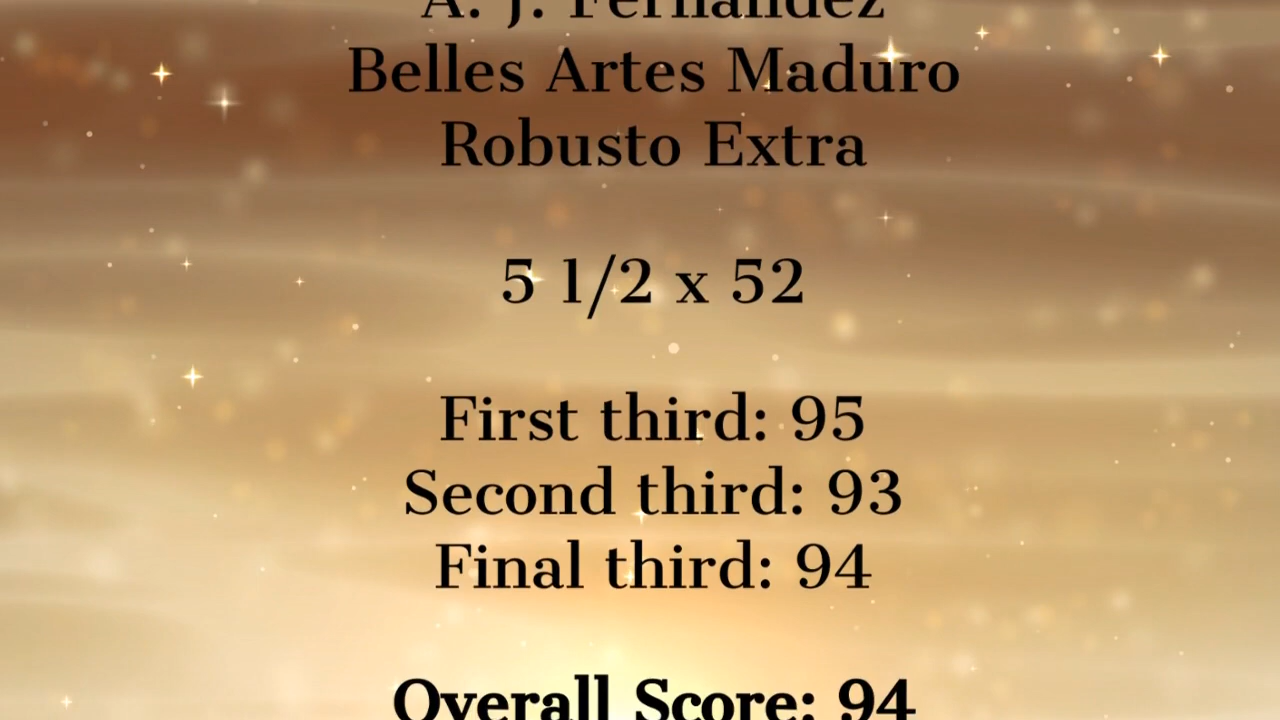 A. J. Fernandez
Belles Artes Maduro
Robusto Extra
5 1/2 x 52
First third: 95
Second third: 93
Final third: 94
Overall Score: 94